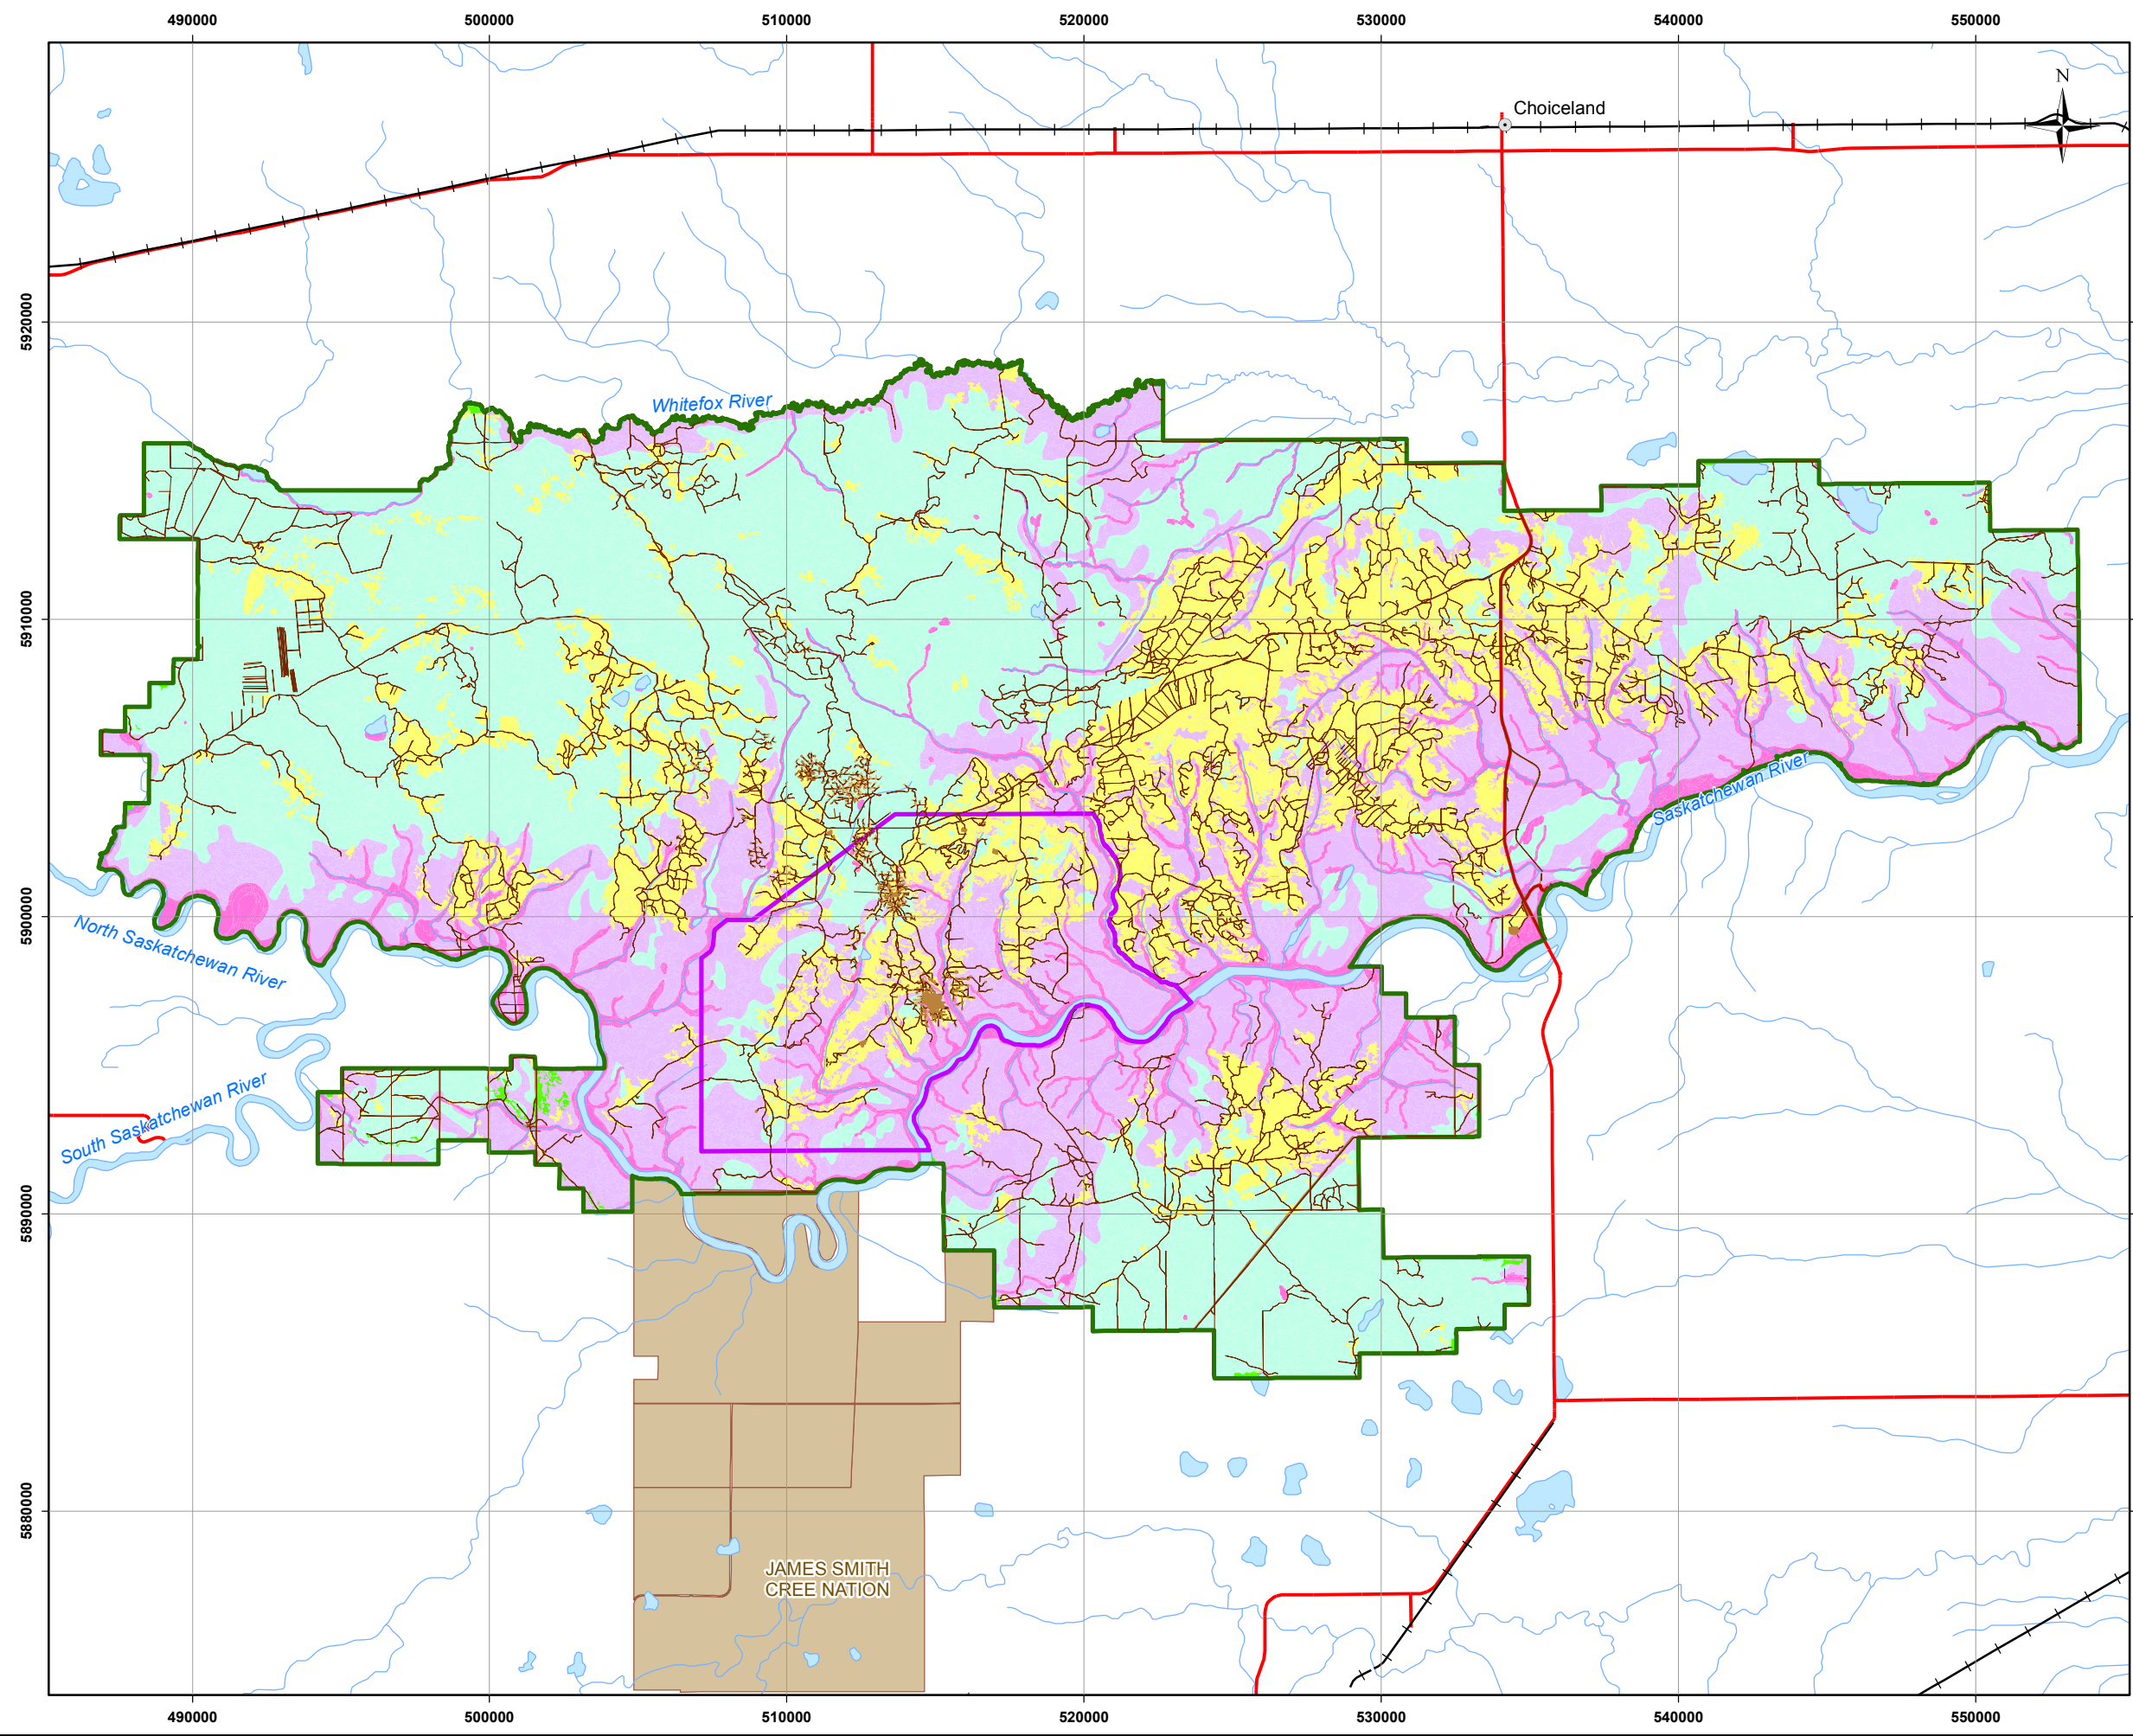 490000 500000 510000 520000 530000 540000 550000
N
Choiceland
5920000
Whitefox River
5910000
Saskatchewan River
5900000
North Saskatchewan River
South Saskatchewan River
5890000
5880000
JAMES SMITH
CREE NATION
490000 500000 510000 520000 530000 540000 550000